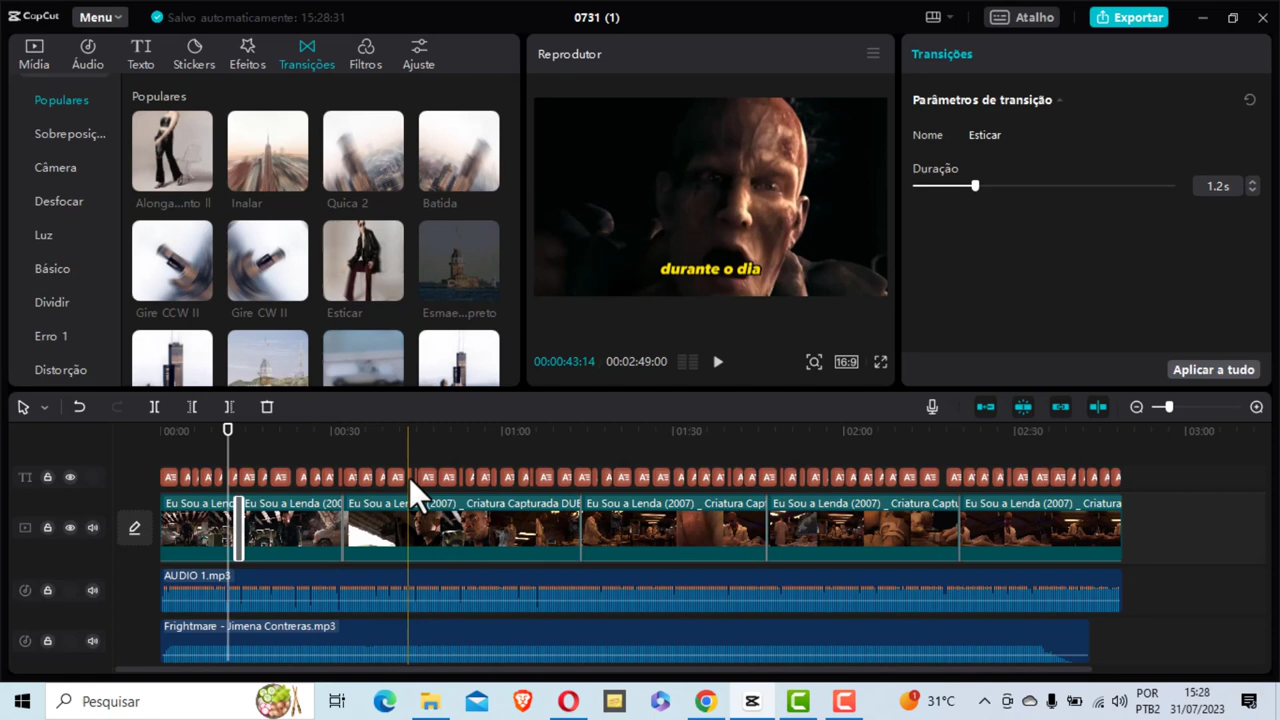 CapCut
Menu
Salvo automaticamente: 15:28:31
0731 (1)
Atalho
Exportar
Mídia
Áudio
Texto
Stickers
Efeitos
Transições
Filtros
Ajuste
Populares
Sobreposiç...
Câmera
Desfocar
Luz
Básico
Dividir
Erro 1
Distorção
Populares
Alonga...nto II
Inalar
Quica 2
Batida
Gire CCW II
Gire CW II
Esticar
Esmae...preto
Reprodutor
durante o dia
00:00:43:14
00:02:49:00
16:9
Transições
Parâmetros de transição
Nome
Esticar
Duração
1.2s
Aplicar a tudo
00:00
00:30
01:00
01:30
02:00
02:30
03:00
Eu Sou a Lend
Eu Sou a Lenda (200
Eu Sou a
2007) _ Criatura Capturada DUE
Eu Sou a Lenda (2007) _ Criatura Cap
Eu Sou a Lenda (2007) _ Criatura Captu
Eu Sou a Lenda (2007) _ Criatura
AUDIO 1.mp3
Frightmare - Jimena Contreras.mp3
Pesquisar
1
31°C
POR
PTB2
15:28
31/07/2023